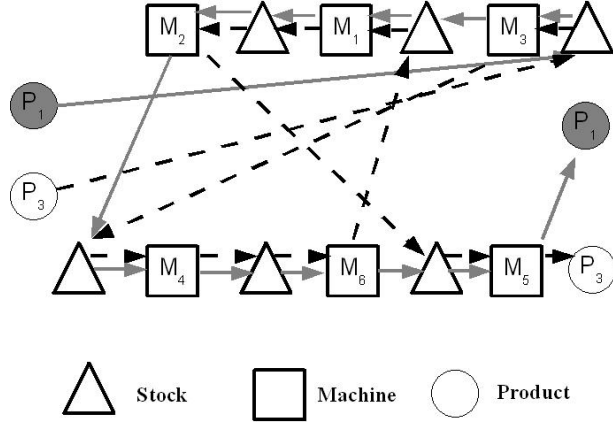 M2 M1 M3
P1
P1
P3
M4 M6 M5 P3
Stock Machine Product